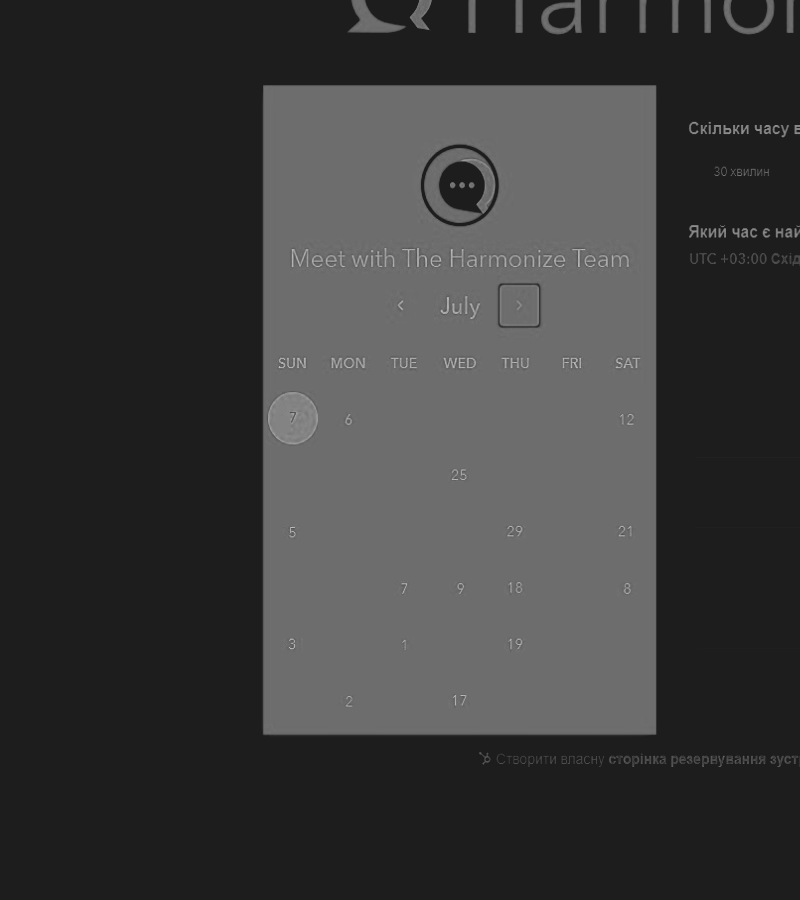 Harmon
Meet with The Harmonize Team
July
SUN MON TUE WED THU FRI SAT
7 6 12
25
5 29 21
7 9 18 8
3 1 19
2 17
Скільки часу в
30 хвилин
Який час є най
UTC +03:00 Схід
Створити власну сторінка резервування зуст